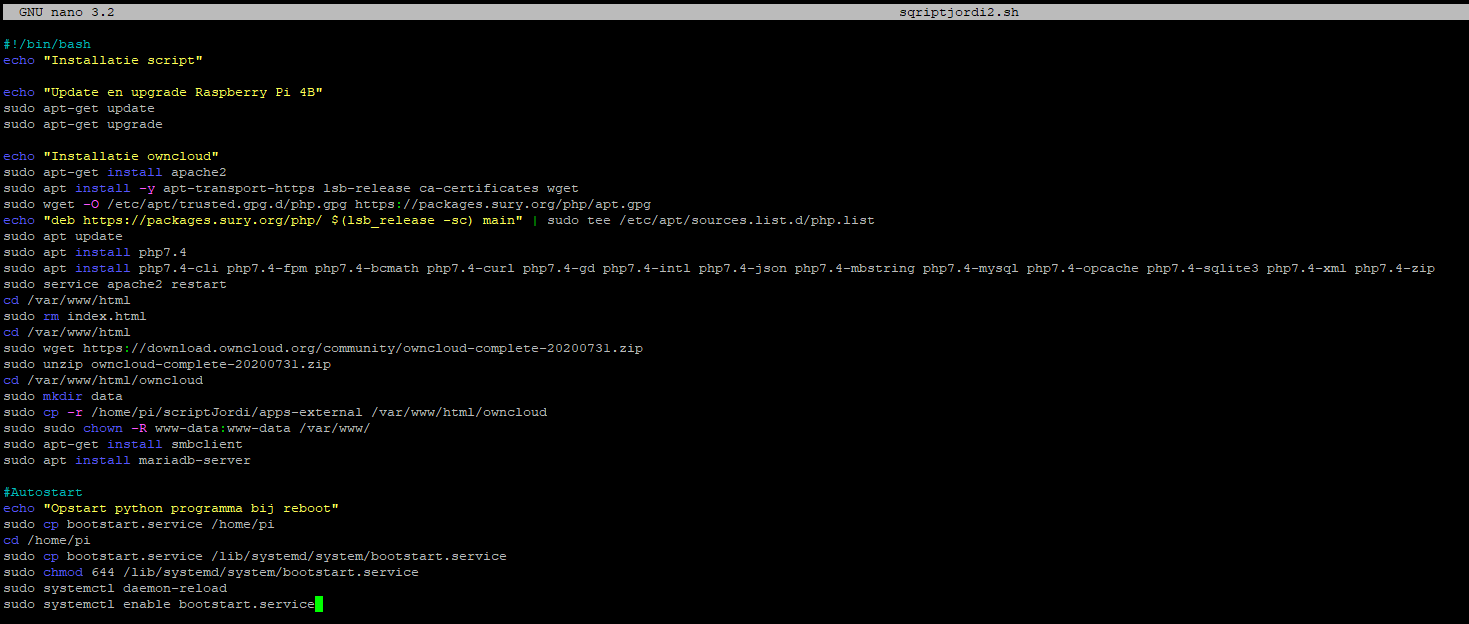 GNU nano 3.2 sqriptjordi2.sh
#!/bin/bash
echo "Installatie script"
echo "Update en upgrade Raspberry Pi 4B"
sudo apt-get update
sudo apt-get upgrade
echo "Installatie owncloud"
sudo apt-get install apache2
sudo apt install -y apt-transport-https lsb-release ca-certificates wget
sudo wget -O /etc/apt/trusted.gpg.d/php.gpg https://packages.sury.org/php/apt.gpg
echo "deb https://packages.sury.org/php/ $(lsb_release -sc) main" | sudo tee /etc/apt/sources.list.d/php.list
sudo apt update
sudo apt install php7.4
sudo apt install php7.4-cli php7.4-fpm php7.4-bcmath php7.4-curl php7.4-gd php7.4-intl php7.4-json php7.4-mbstring php7.4-mysql php7.4-opcache php7.4-sqlite3 php7.4-xml php7.4-zip
sudo service apache2 restart
cd /var/www/html
sudo rm index.html
cd /var/www/html
sudo wget https://download.owncloud.org/community/owncloud-complete-20200731.zip
sudo unzip owncloud-complete-20200731.zip
cd /var/www/html/owncloud
sudo mkdir data
sudo cp -r /home/pi/scriptJordi/apps-external /var/www/html/owncloud
sudo sudo chown -R www-data:www-data /var/www/
sudo apt-get install smbclient
sudo apt install mariadb-server
#Autostart
echo "Opstart python programma bij reboot"
sudo cp bootstart.service /home/pi
cd /home/pi
sudo cp bootstart.service /lib/systemd/system/bootstart.service
sudo chmod 644 /lib/systemd/system/bootstart.service
sudo systemctl daemon-reload
sudo systemctl enable bootstart.service